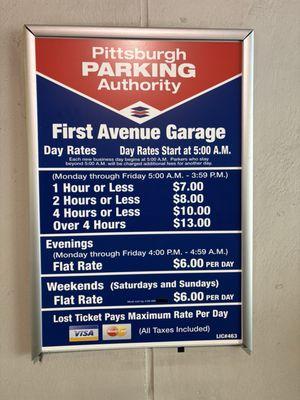 Pittsburgh
PARKING
Authority
First Avenue Garage
Day Rates Day Rates Start at 5:00 A.M.
Each new business day begins at 5:00 A.M. Parkers who stay
beyond 5:00 A.M. will be charged additional fees for another day.
(Monday through Friday 5:00 A.M. - 3:59 P.M.)
1 Hour or Less $7.00
2 Hours or Less $8.00
4 Hours or Less $10.00
Over 4 Hours $13.00
Evenings
(Monday through Friday 4:00 P.M. - 4:59 A.M.)
Flat Rate $6.00 PER DAY
Weekends (Saturdays and Sundays)
Flat Rate $6.00 PER DAY
Lost Ticket Pays Maximum Rate Per Day
VISA MasterCard (All Taxes Included)
LIC#463